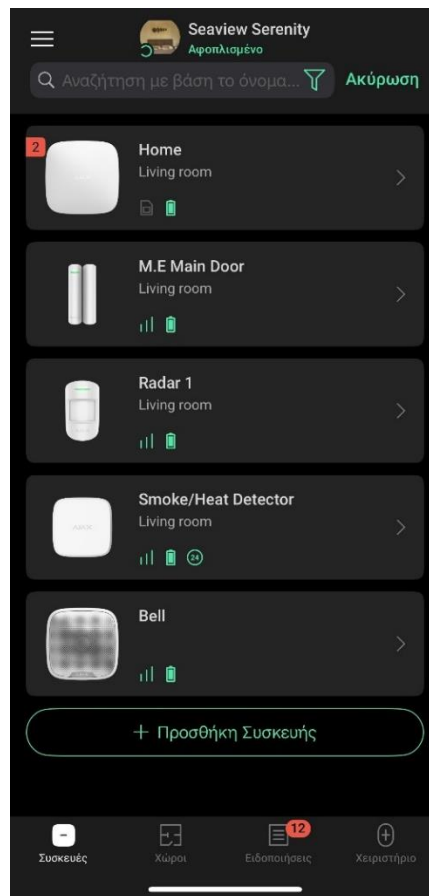 Seaview Serenity
Αφοπλισμένο
Αναζήτηση με βάση το όνομα...
Ακύρωση
2
Home
Living room
M.E Main Door
Living room
Radar 1
Living room
Smoke/Heat Detector
Living room
AJAX
24
Bell
+ Προσθήκη Συσκευής
12
Συσκευές
Χώροι
Ειδοποιήσεις
Χειριστήριο